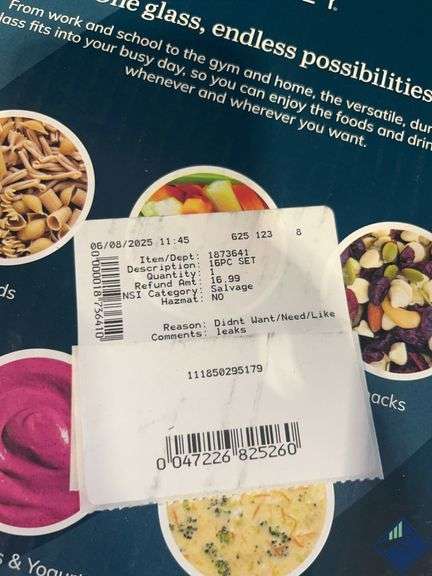 one glass, endless possibilities
From work and school to the gym and home, the versatile, dur
lass fits into your busy day, so you can enjoy the foods and drin
whenever and wherever you want.
06/08/2025 11:45 625 123 8
Item/Dept: 1873641
Description: 16PC SET
Quantity: 1
Refund Amt: 16.99
NSI Category: Salvage
Hazmat: NO
Reason: Didnt Want/Need/Like
Comments: leaks
111850295179
0 047226 825260
ds
acks
s & Yogu